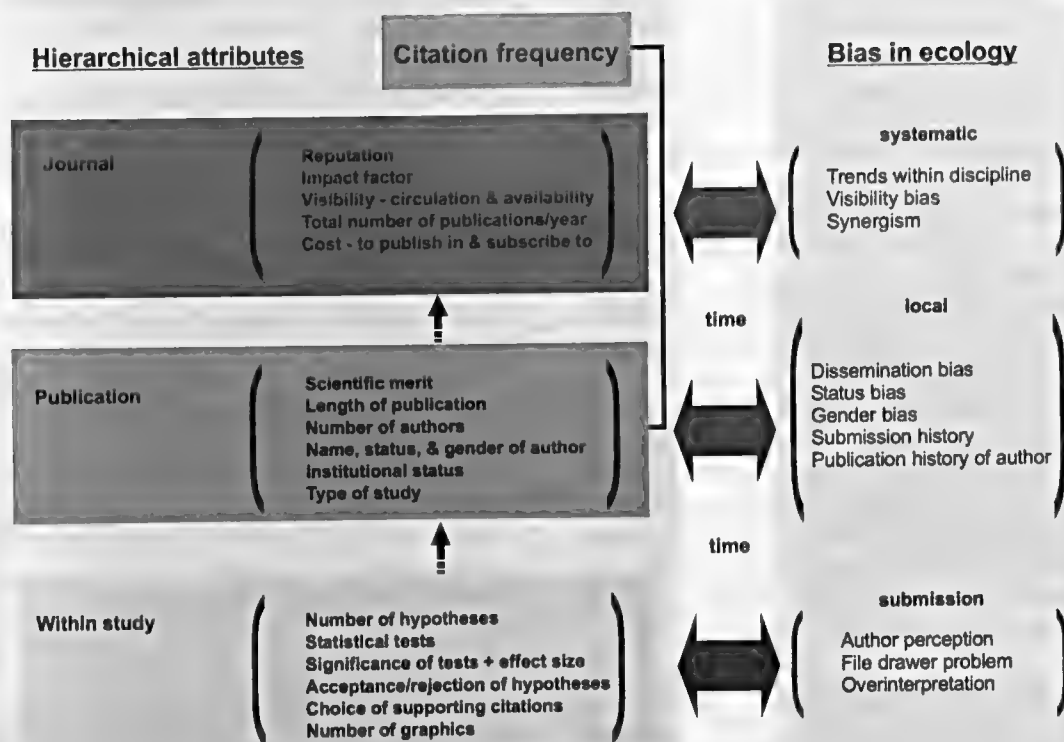 Hierarchical attributes
Citation frequency
Bias in ecology
Journal
Reputation
Impact factor
Visibility - circulation & availability
Total number of publications/year
Cost - to publish in & subscribe to
systematic
Trends within discipline
Visibility bias
Synergism
time
local
Publication
Scientific merit
Length of publication
Number of authors
Name, status, & gender of author
Institutional status
Type of study
Dissemination bias
Status bias
Gender bias
Submission history
Publication history of author
time
Within study
Number of hypotheses
Statistical tests
Significance of tests + effect size
Acceptance/rejection of hypotheses
Choice of supporting citations
Number of graphics
submission
Author perception
File drawer problem
Overinterpretation